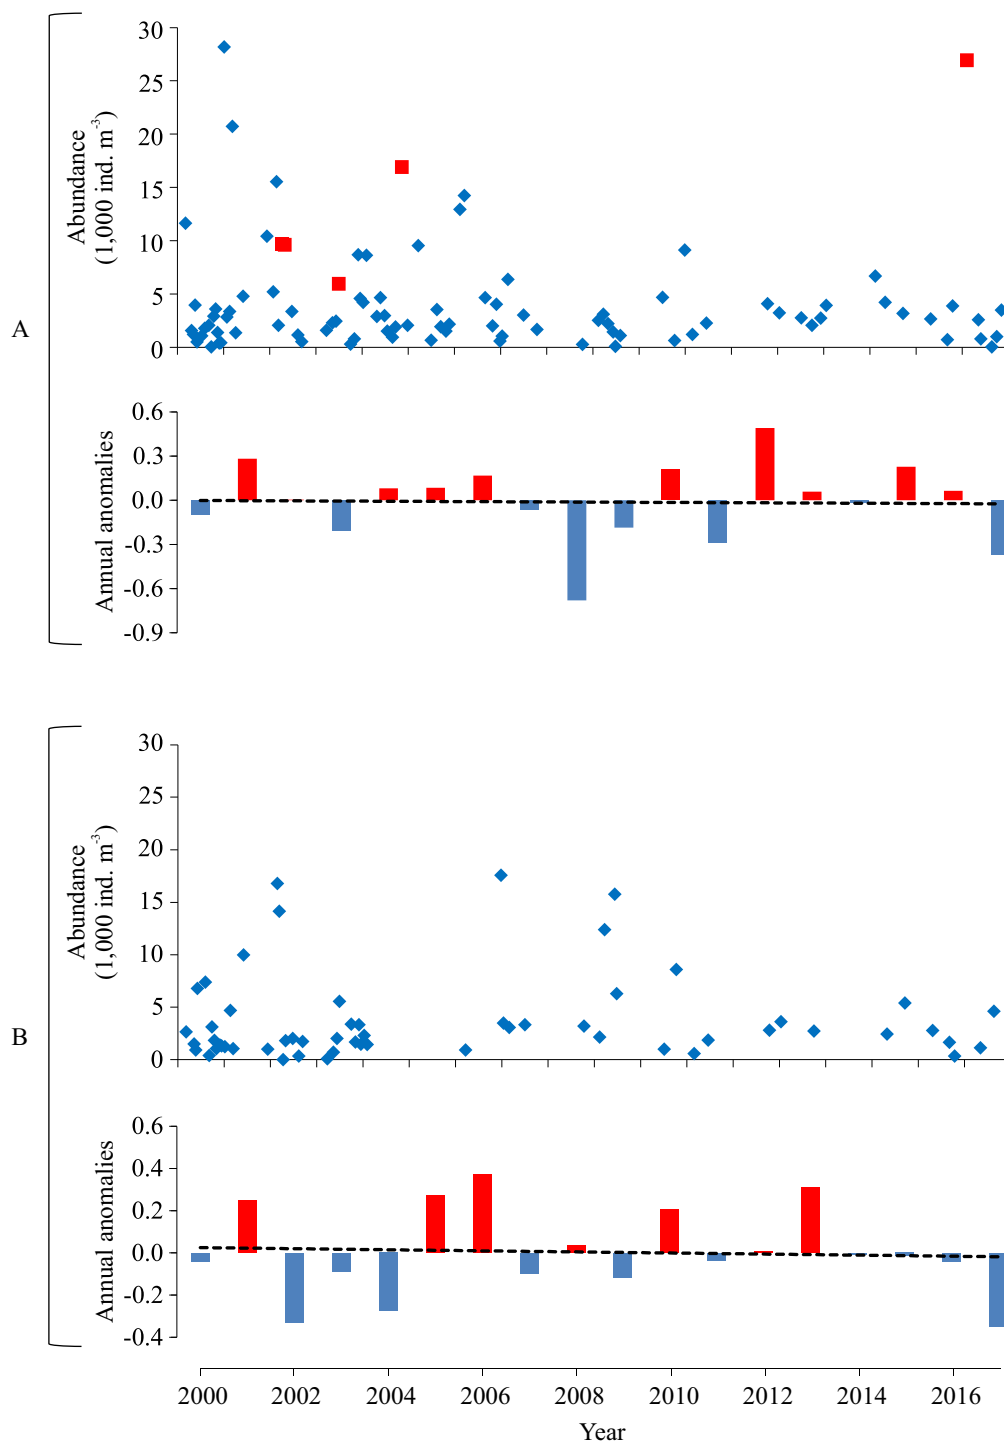 A
Abundance
(1,000 ind. m-3)
30
25
20
15
10
5
0
Annual anomalies
0.6
0.3
0.0
-0.3
-0.6
-0.9
B
Abundance
(1,000 ind. m-3)
30
25
20
15
10
5
0
Annual anomalies
0.6
0.4
0.2
0.0
-0.2
-0.4
2000 2002 2004 2006 2008 2010 2012 2014 2016
Year